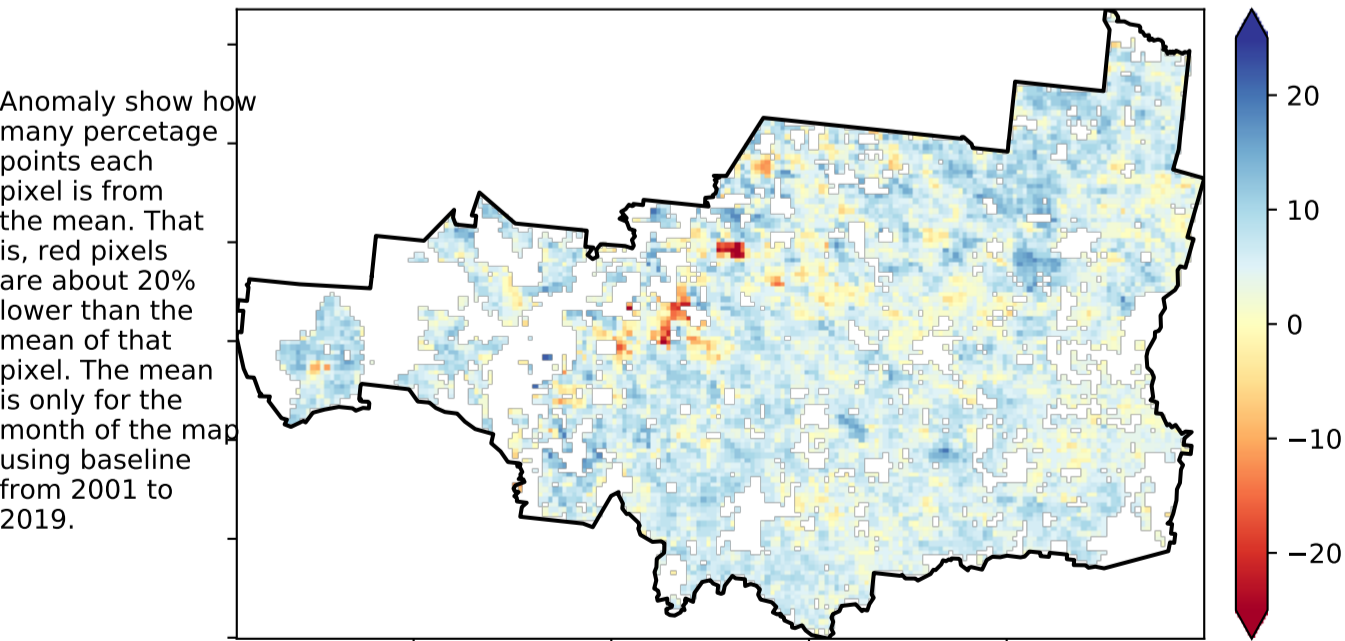 Anomaly show how
many percetage
points each
pixel is from
the mean. That
is, red pixels
are about 20%
lower than the
mean of that
pixel. The mean
is only for the
month of the map
using baseline
from 2001 to
2019.
20
10
0
−10
−20